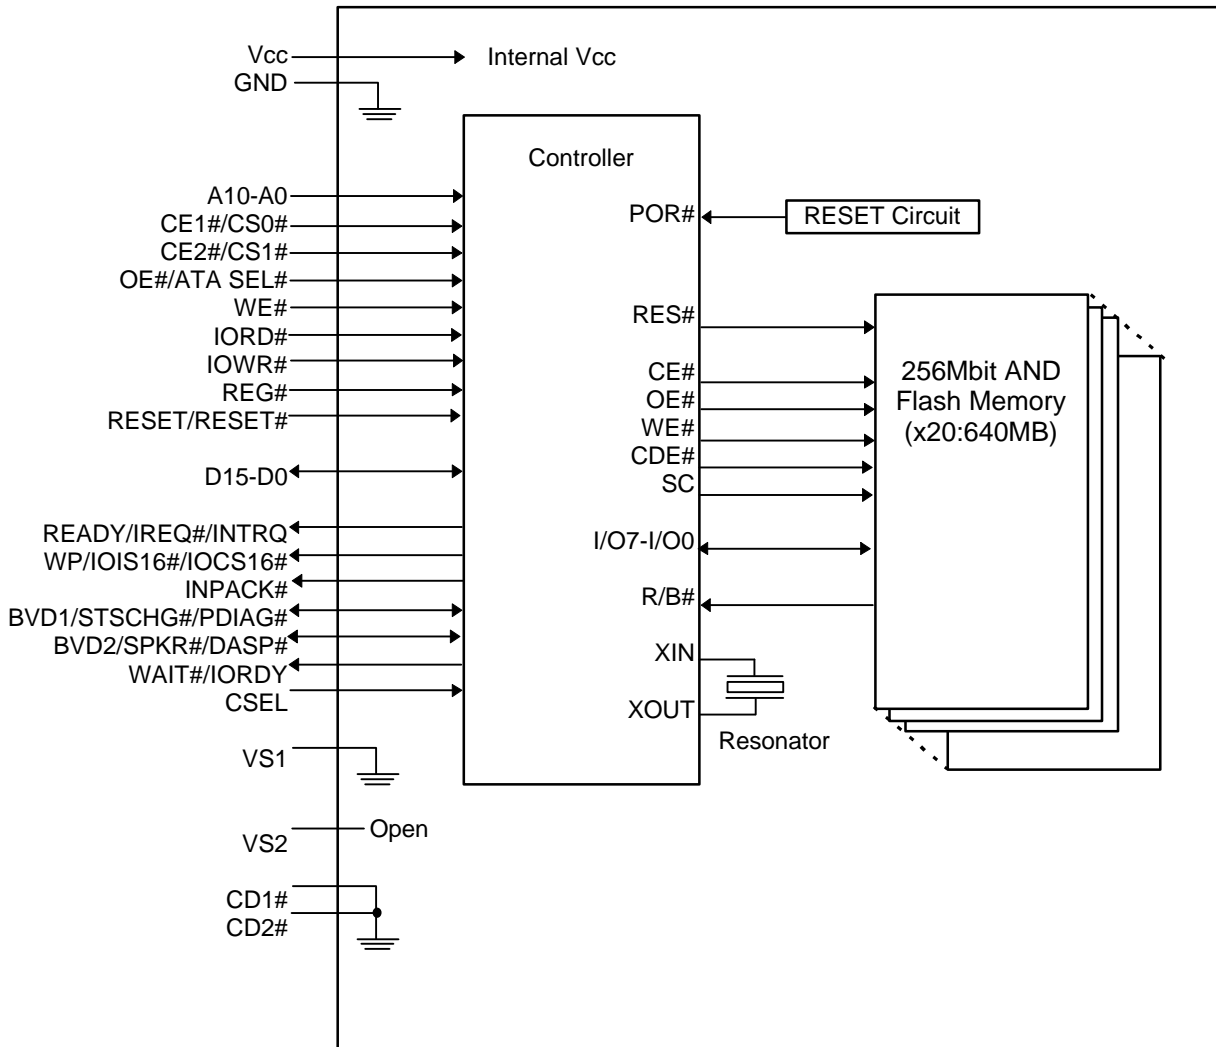 Vcc
Internal Vcc
GND
Controller
A10-A0
CE1#/CS0#
CE2#/CS1#
OE#/ATA SEL#
WE#
IORD#
IOWR#
REG#
RESET/RESET#
D15-D0
READY/IREQ#/INTRQ
WP/IOIS16#/IOCS16#
INPACK#
BVD1/STSCHG#/PDIAG#
BVD2/SPKR#/DASP#
WAIT#/IORDY
CSEL
VS1
VS2
Open
CD1#
CD2#
POR#
RESET Circuit
RES#
CE#
OE#
WE#
CDE#
SC
I/O7-I/O0
R/B#
XIN
XOUT
Resonator
256Mbit AND
Flash Memory
(x20:640MB)